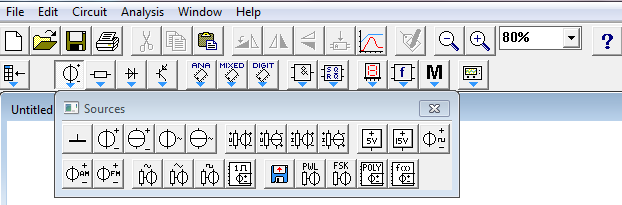 File Edit Circuit Analysis Window Help
80% ?
ANA MIXED DIGIT & S Q R Q f M
Untitled
Sources
5V 15V
AM FM 1 PWL FSK POLY f(x)